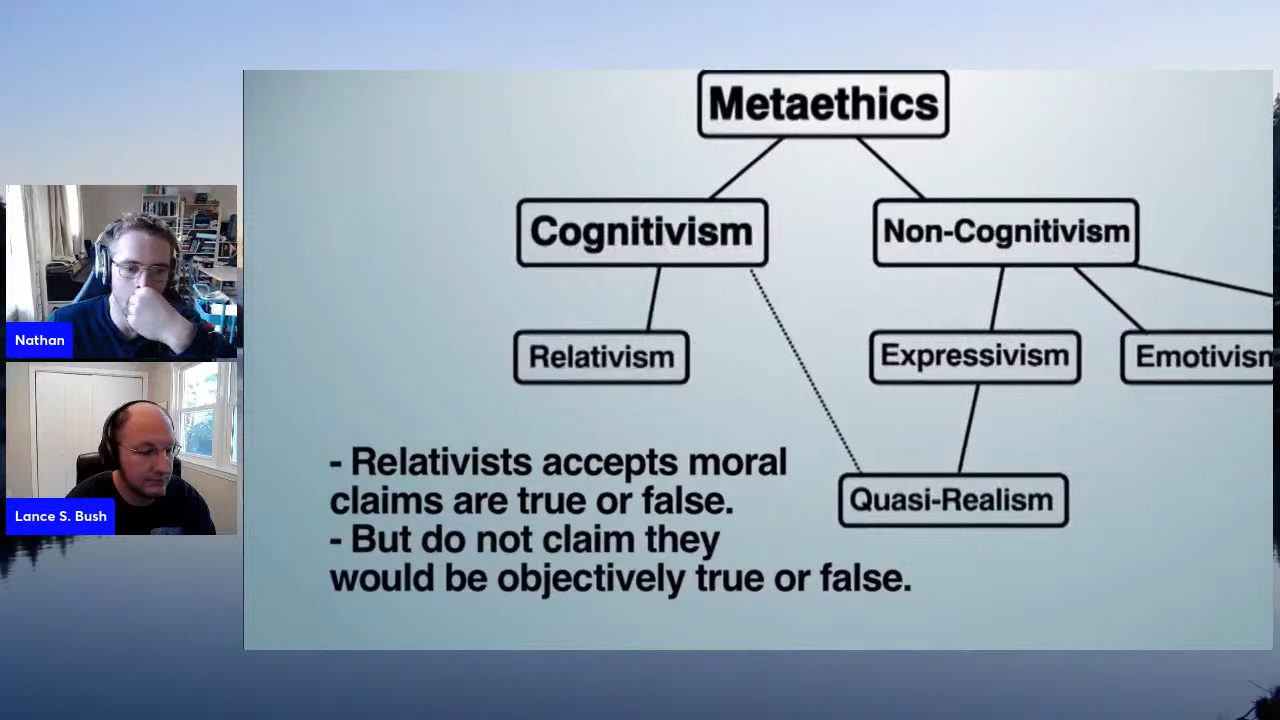 Metaethics
Cognitivism
Non-Cognitivism
Relativism
Expressivism
Emotivism
- Relativists accepts moral
claims are true or false.
- But do not claim they
would be objectively true or false.
Quasi-Realism
Nathan
Lance S. Bush